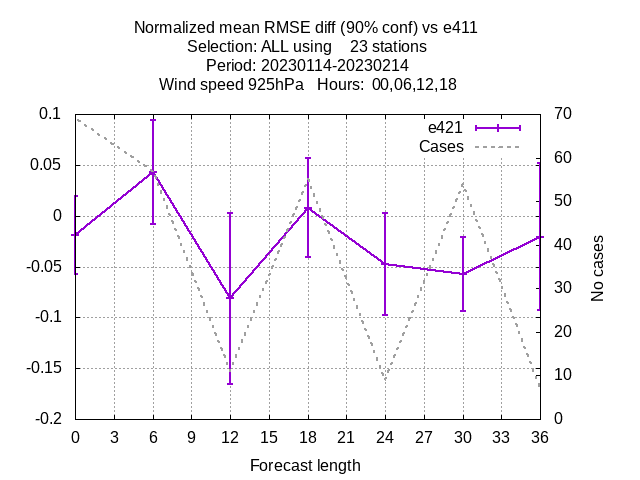 Normalized mean RMSE diff (90% conf) vs e411
Selection: ALL using    23 stations
Period: 20230114-20230214
Wind speed 925hPa   Hours:  00,06,12,18
0.1
0.05
0
-0.05
-0.1
-0.15
-0.2
e421
Cases
70
60
50
40
30
20
10
0
No cases
0 3 6 9 12 15 18 21 24 27 30 33 36
Forecast length